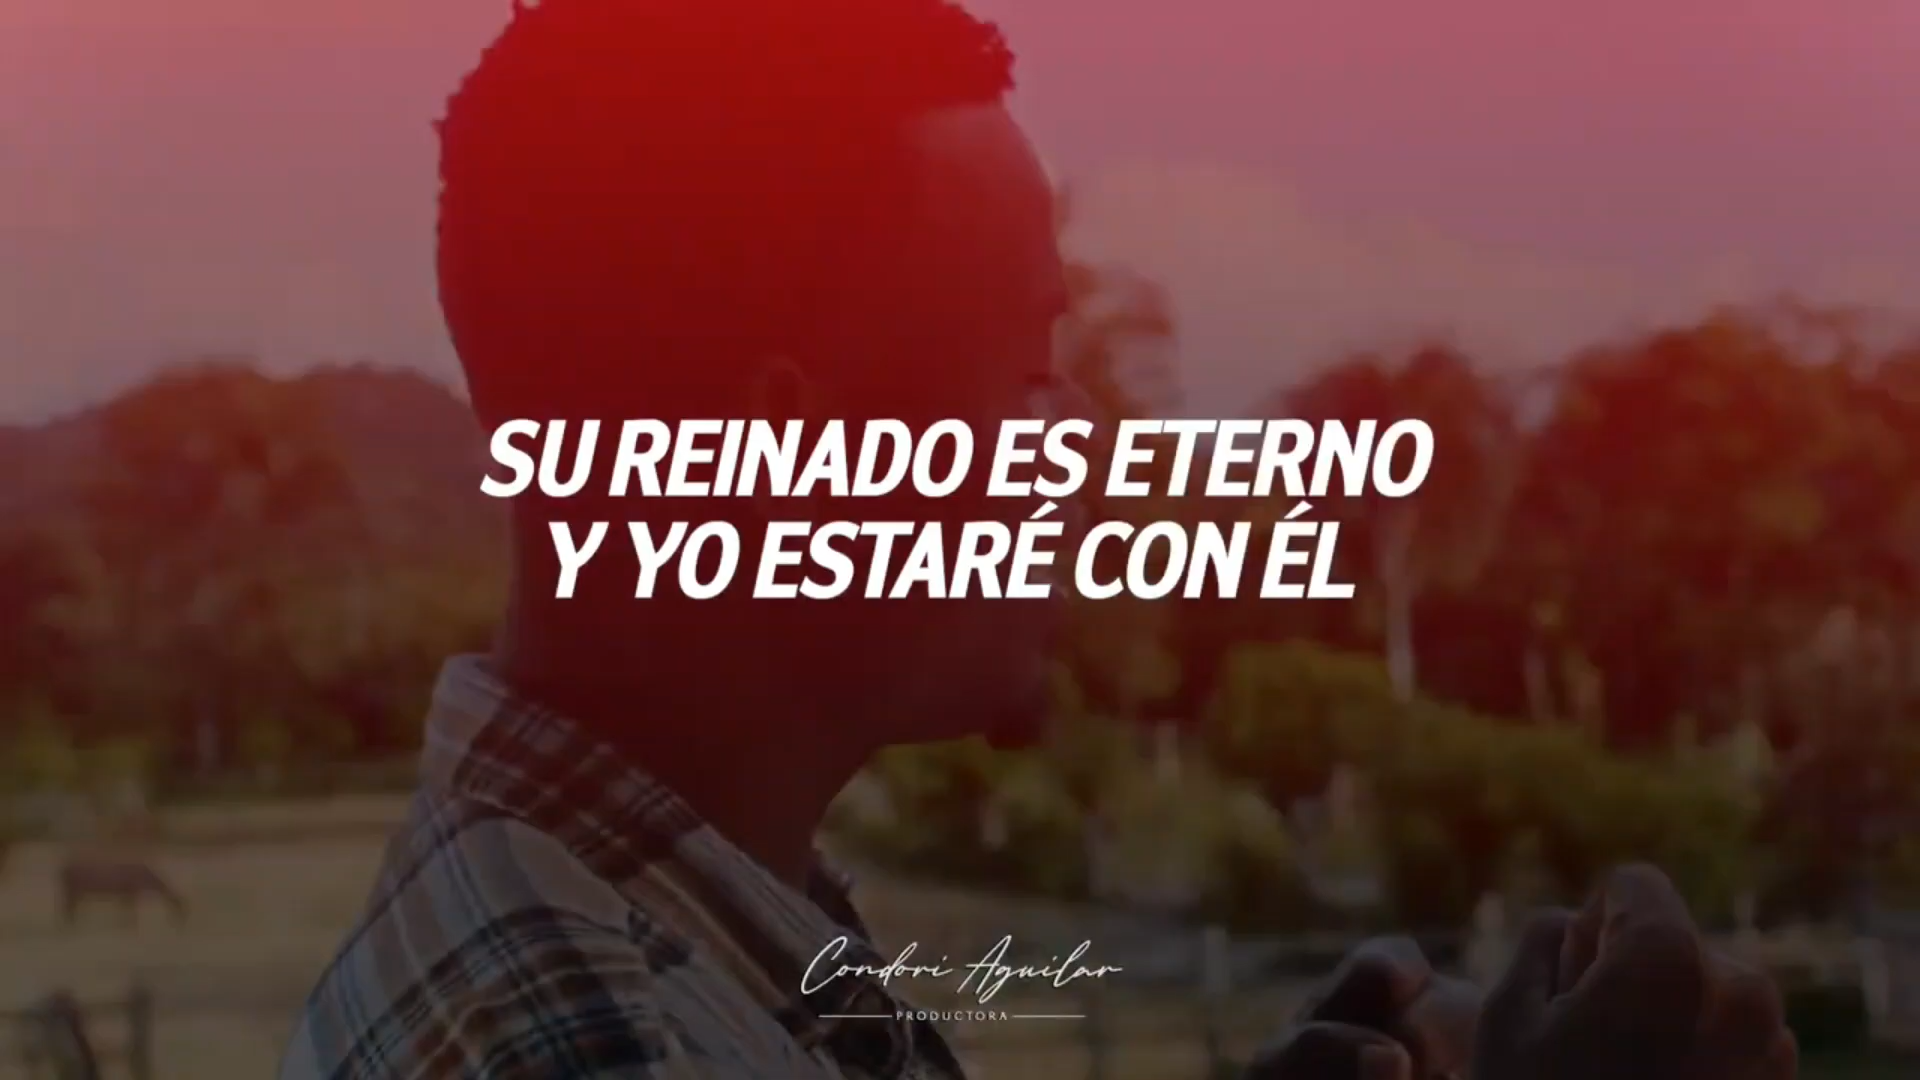 SU REINADO ES ETERNO
Y YO ESTARÉ CON ÉL
Condori Aguilar
PRODUCTORA